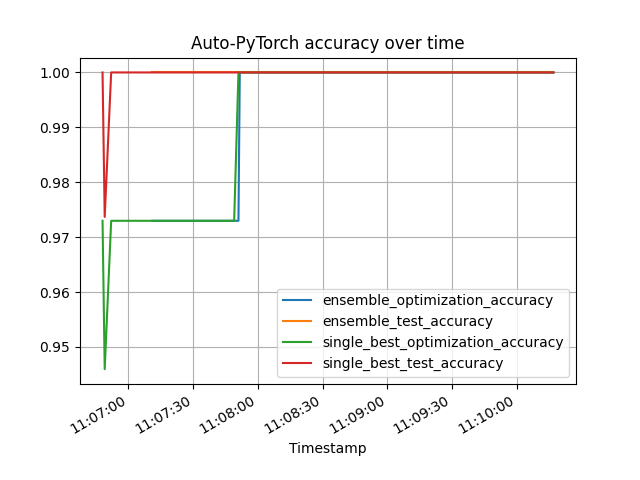 Auto-PyTorch accuracy over time
1.00
0.99
0.98
0.97
0.96
0.95
ensemble_optimization_accuracy
ensemble_test_accuracy
single_best_optimization_accuracy
single_best_test_accuracy
11:07:00
11:07:30
11:08:00
11:08:30
11:09:00
11:09:30
11:10:00
Timestamp